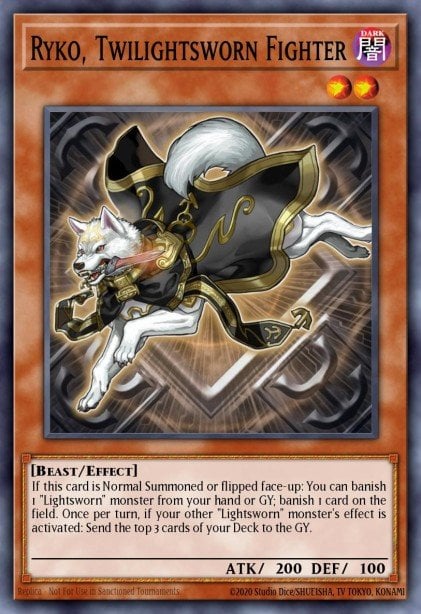 RYKO, TWILIGHTSWORN FIGHTER
DARK
闇
[BEAST/EFFECT]
If this card is Normal Summoned or flipped face-up: You can banish
1 "Lightsworn" monster from your hand or GY; banish 1 card on the
field. Once per turn, if your other "Lightsworn" monster's effect is
activated: Send the top 3 cards of your Deck to the GY.
ATK/ 200 DEF/ 100
Replica - Not For Use in Sanctioned Tournaments.
©2020 Studio Dice/SHUEISHA, TV TOKYO, KONAMI